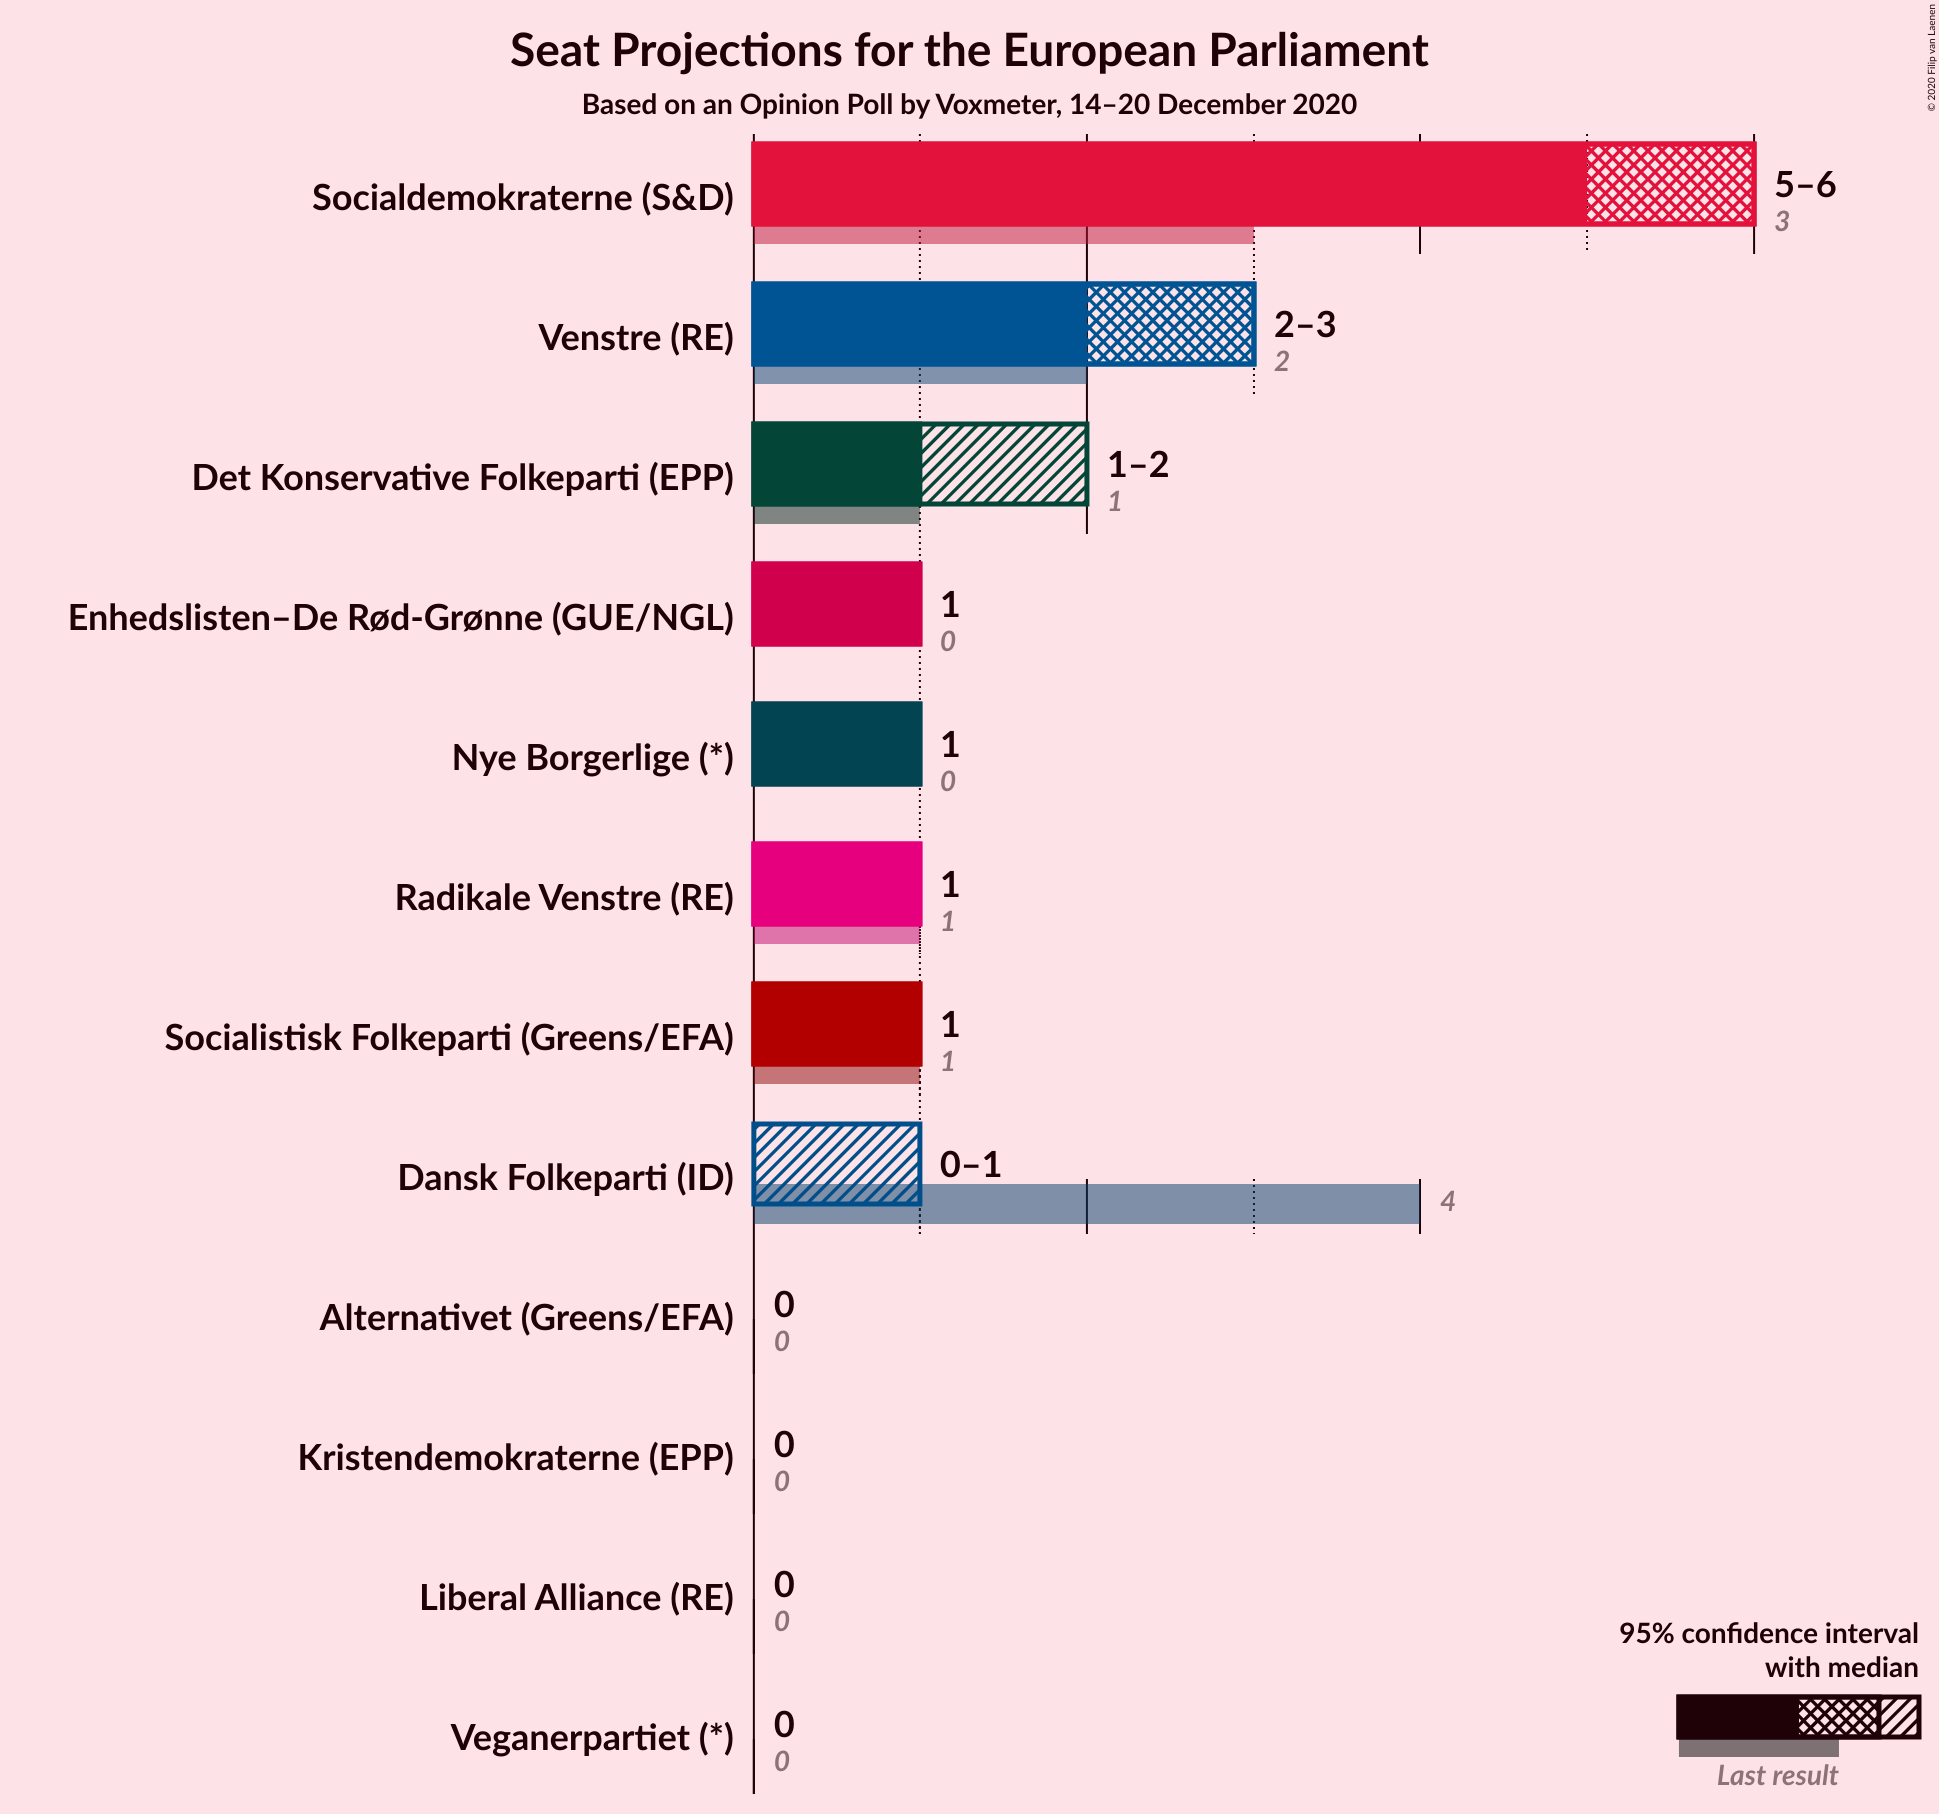 Seat Projections for the European Parliament
Based on an Opinion Poll by Voxmeter, 14–20 December 2020
© 2020 Filip van Laenen
Socialdemokraterne (S&D)
5–6
3
Venstre (RE)
2–3
2
Det Konservative Folkeparti (EPP)
1–2
1
Enhedslisten–De Rød-Grønne (GUE/NGL)
1
0
Nye Borgerlige (*)
1
0
Radikale Venstre (RE)
1
1
Socialistisk Folkeparti (Greens/EFA)
1
1
Dansk Folkeparti (ID)
0–1
4
Alternativet (Greens/EFA)
0
0
Kristendemokraterne (EPP)
0
0
Liberal Alliance (RE)
0
0
Veganerpartiet (*)
0
0
95% confidence interval
with median
Last result